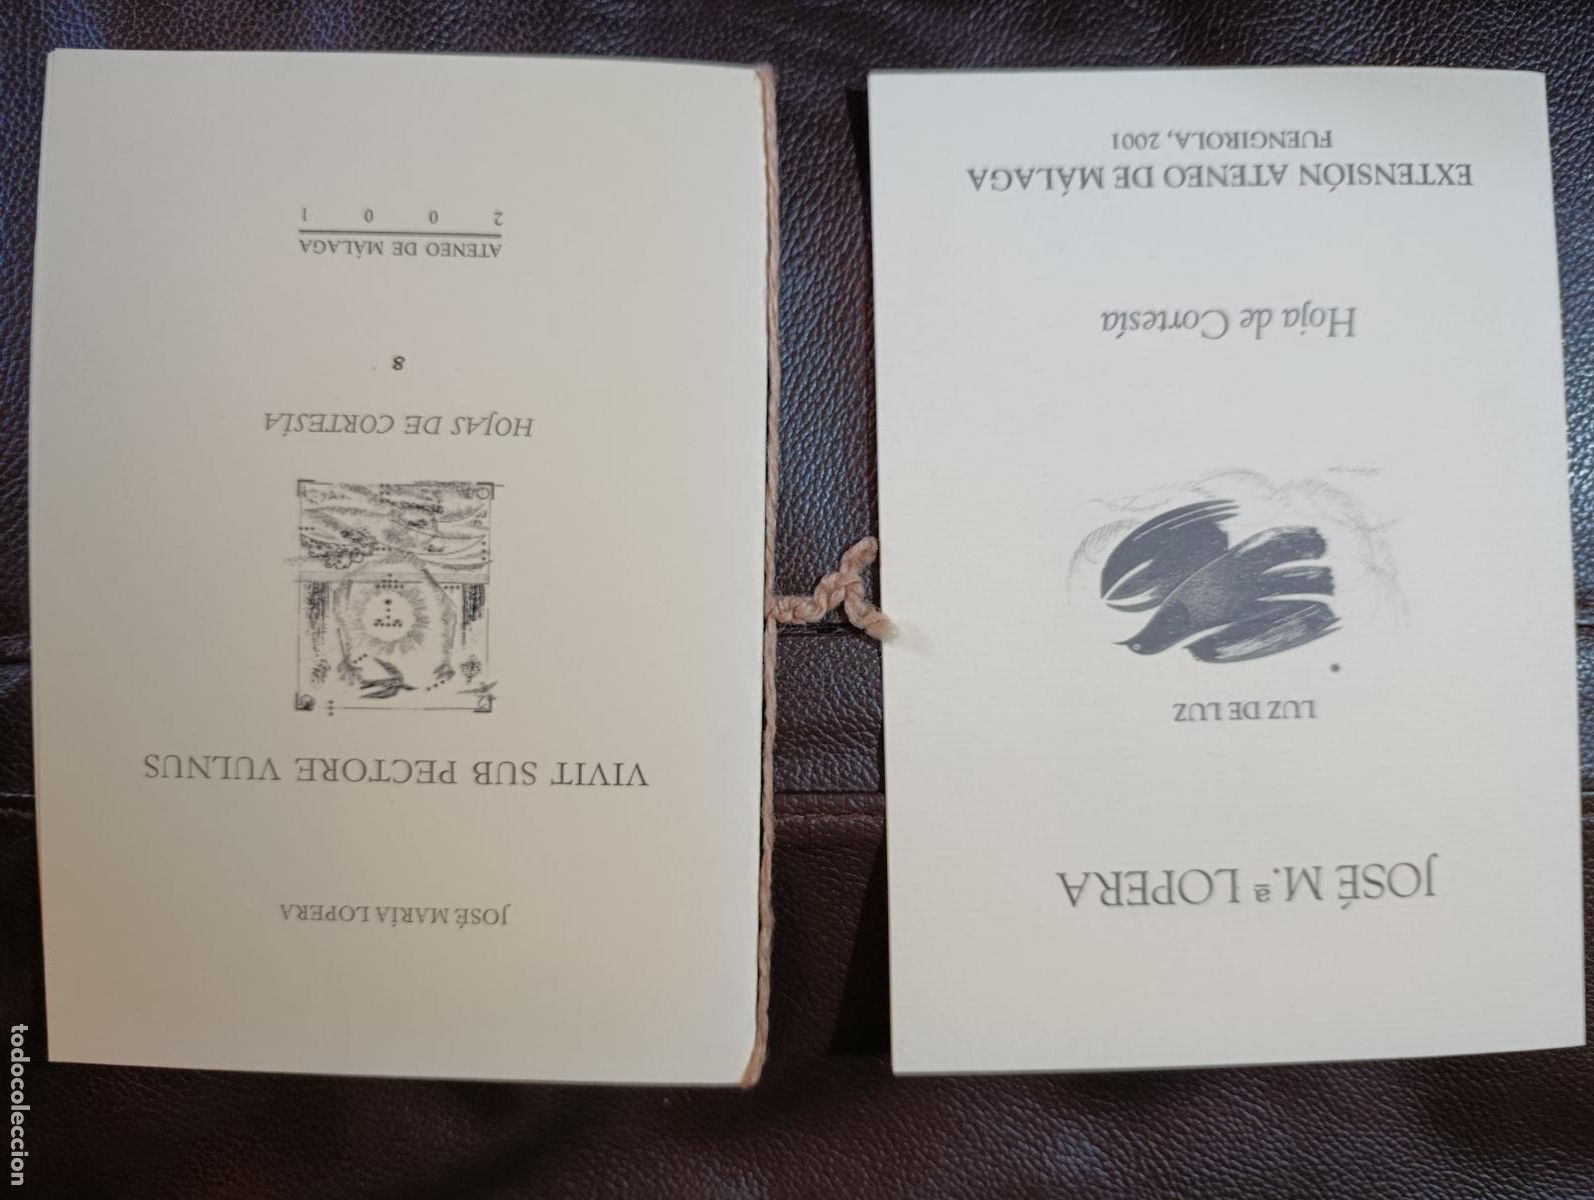 JOSÉ MARÍA LOPERA
VIVIT SUB PECTORE VULNUS
HOJAS DE CORTESÍA
8
ATENEO DE MÁLAGA
2 0 0 1
JOSÉ M.ª LOPERA
LUZ DE LUZ
Hoja de Cortesía
EXTENSIÓN ATENEO DE MÁLAGA
FUENGIROLA, 2001
todocoleccion